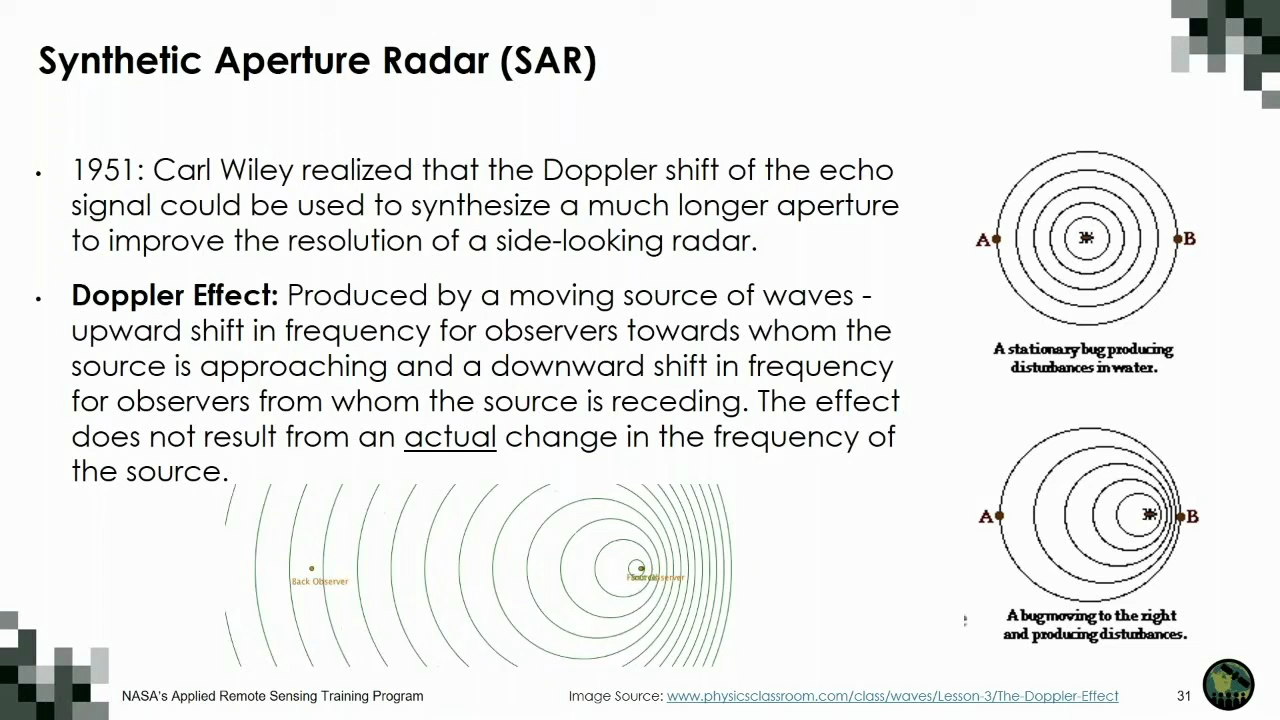 Synthetic Aperture Radar (SAR)
• 1951: Carl Wiley realized that the Doppler shift of the echo
signal could be used to synthesize a much longer aperture
to improve the resolution of a side-looking radar.
• Doppler Effect: Produced by a moving source of waves -
upward shift in frequency for observers towards whom the
source is approaching and a downward shift in frequency
for observers from whom the source is receding. The effect
does not result from an actual change in the frequency of
the source.
A B
A stationary bug producing
disturbances in water.
A B
A bug moving to the right
and producing disturbances.
Back Observer
NASA's Applied Remote Sensing Training Program
Image Source: www.physicsclassroom.com/class/waves/Lesson-3/The-Doppler-Effect
31